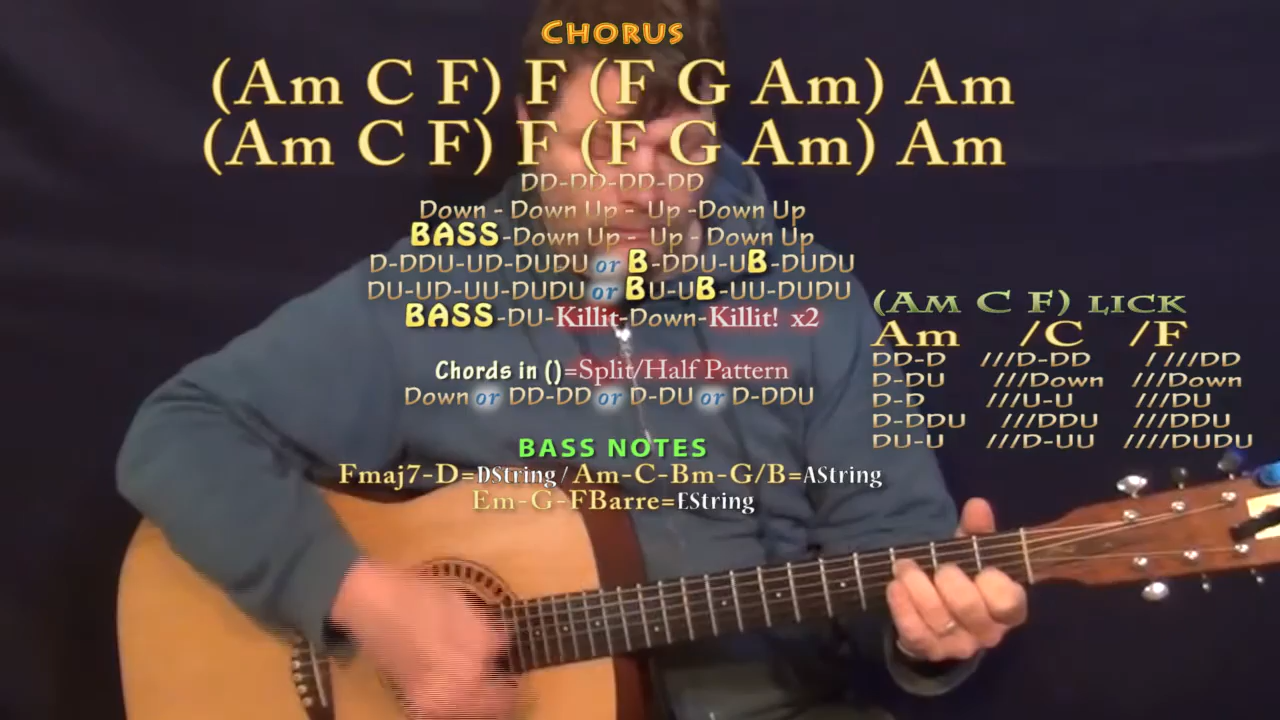 CHORUS
(Am C F) F (F G Am) Am
(Am C F) F (F G Am) Am
DD-DD-DD-DD
Down - Down Up - Up -Down Up
BASS-Down Up - Up - Down Up
D-DDU-UD-DUDU or B-DDU-UB-DUDU
DU-UD-UU-DUDU or BU-UB-UU-DUDU
BASS-DU-Killit-Down-Killit! x2
Chords in ()=Split/Half Pattern
Down or DD-DD or D-DU or D-DDU
BASS NOTES
Fmaj7-D=DString / Am-C-Bm-G/B=AString
Em-G-FBarre=EString
(AM C F) LICK
Am /C /F
DD-D ///D-DD / ///DD
D-DU ///Down ///Down
D-D ///U-U ///DU
D-DDU ///DDU ///DDU
DU-U ///D-UU ////DUDU